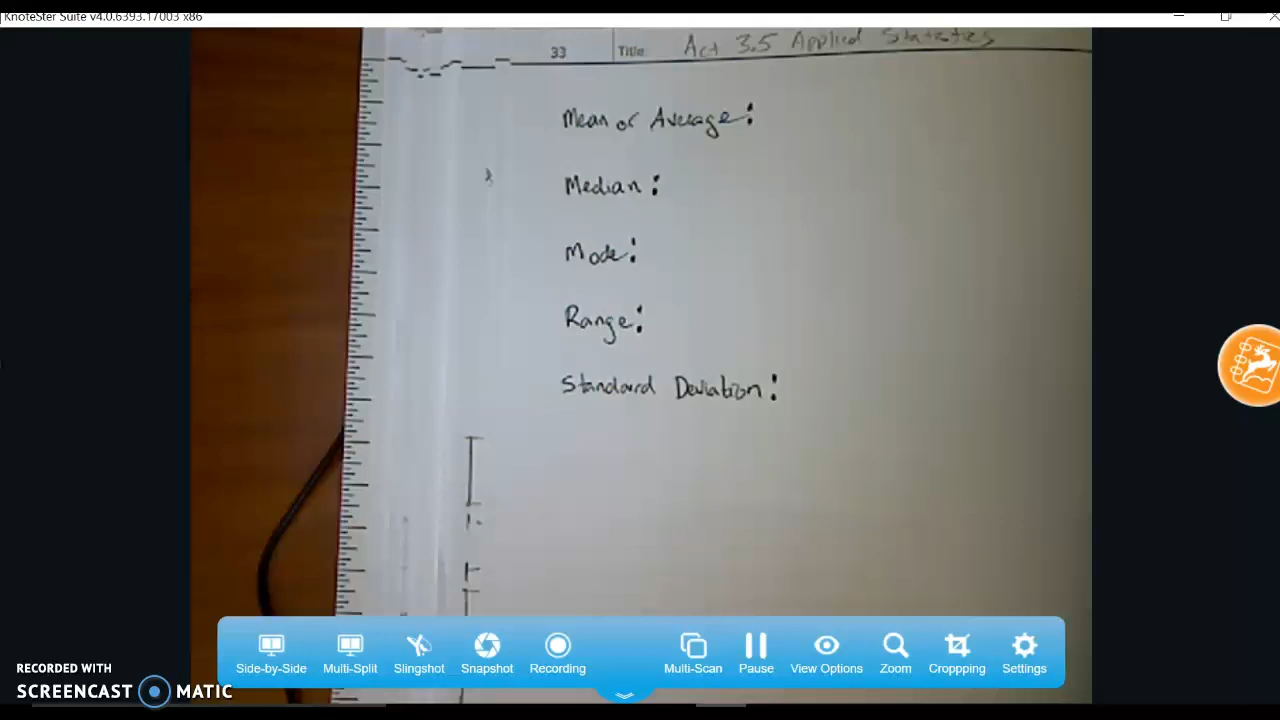 KnoteSter Suite v4.0.6393.17003 x86
33 Title: Act 3.5 Applied Statistics
Mean or Average:
Median:
Mode:
Range:
Standard Deviation:
Side-by-Side Multi-Split Slingshot Snapshot Recording Multi-Scan Pause View Options Zoom Croppping Settings
RECORDED WITH
SCREENCAST MATIC